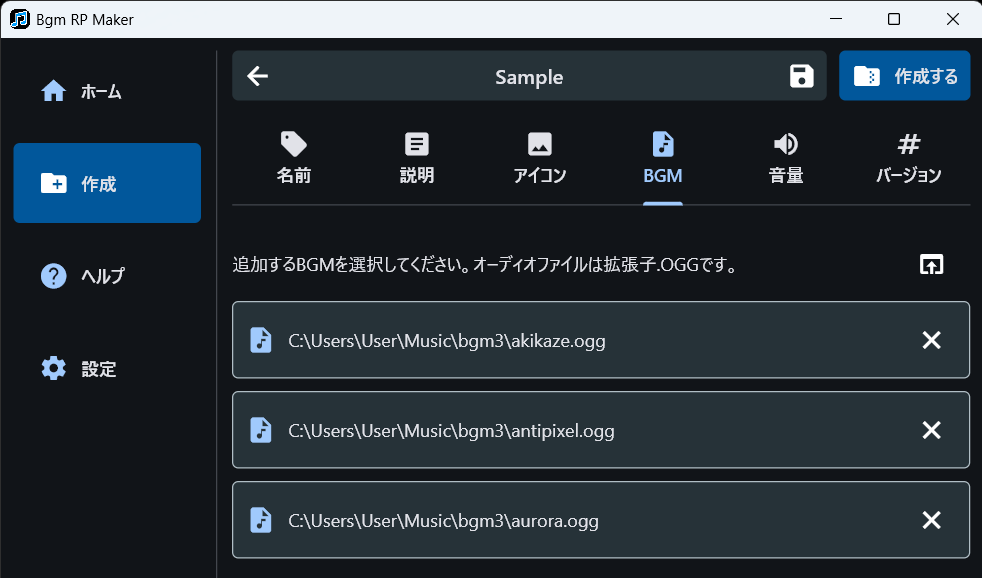 Bgm RP Maker
ホーム
作成
ヘルプ
設定
Sample
作成する
名前
説明
アイコン
BGM
音量
バージョン
追加するBGMを選択してください。オーディオファイルは拡張子.OGGです。
C:\Users\User\Music\bgm3\akikaze.ogg
C:\Users\User\Music\bgm3\antipixel.ogg
C:\Users\User\Music\bgm3\aurora.ogg